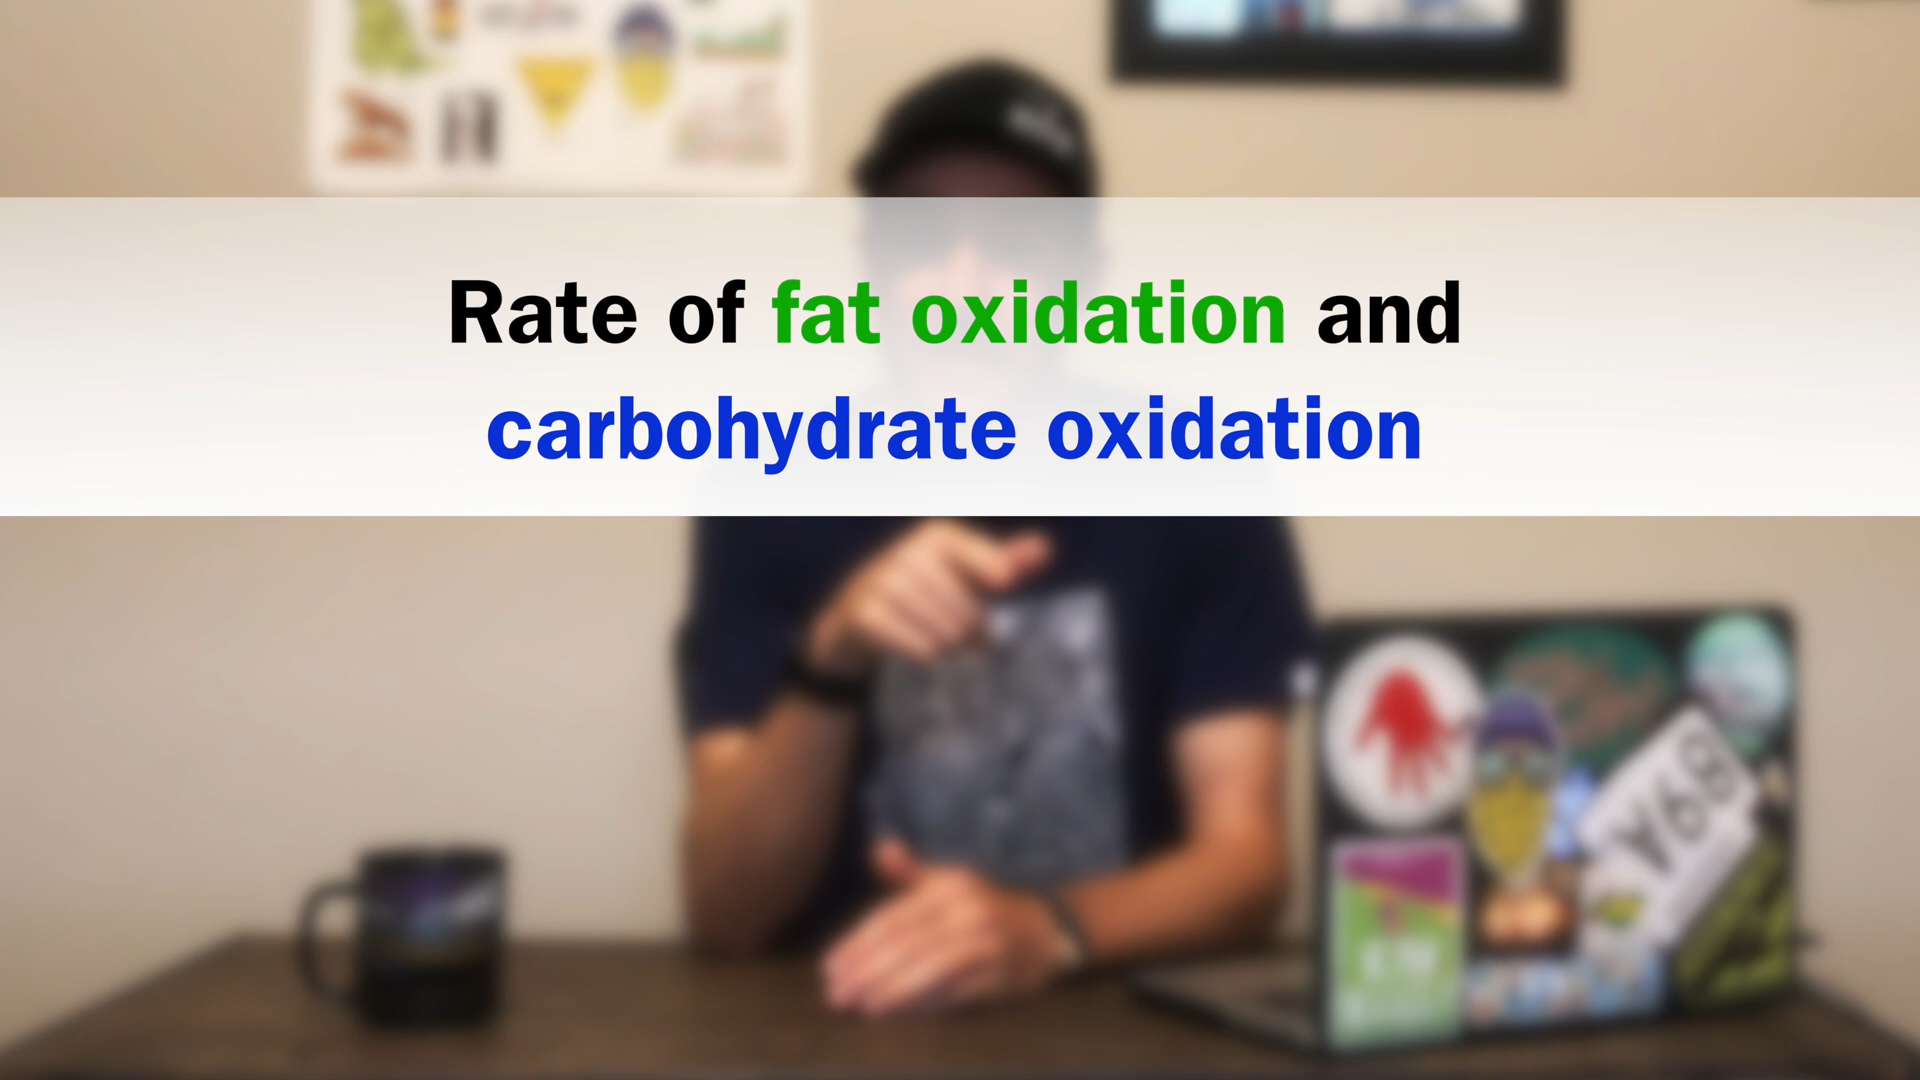 Rate of fat oxidation and
carbohydrate oxidation